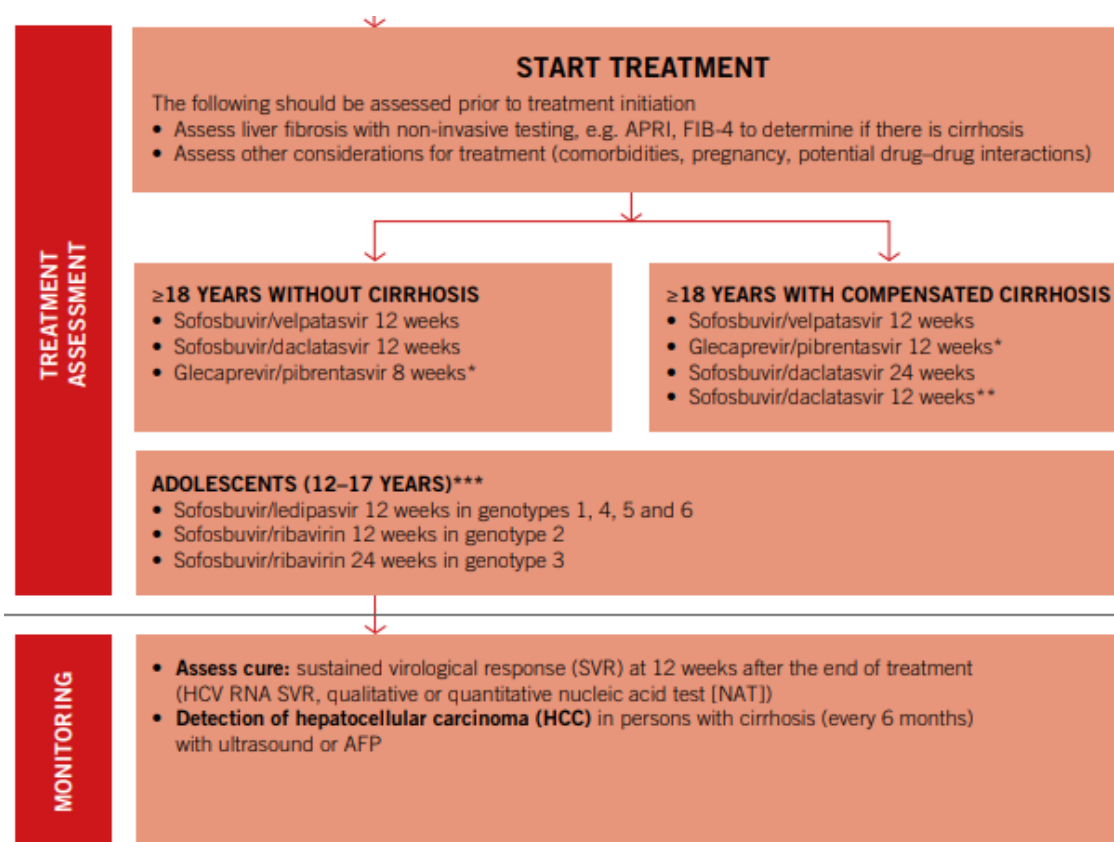 TREATMENT
ASSESSMENT
START TREATMENT
The following should be assessed prior to treatment initiation
• Assess liver fibrosis with non-invasive testing, e.g. APRI, FIB-4 to determine if there is cirrhosis
• Assess other considerations for treatment (comorbidities, pregnancy, potential drug–drug interactions)
≥18 YEARS WITHOUT CIRRHOSIS
• Sofosbuvir/velpatasvir 12 weeks
• Sofosbuvir/daclatasvir 12 weeks
• Glecaprevir/pibrentasvir 8 weeks*
≥18 YEARS WITH COMPENSATED CIRRHOSIS
• Sofosbuvir/velpatasvir 12 weeks
• Glecaprevir/pibrentasvir 12 weeks*
• Sofosbuvir/daclatasvir 24 weeks
• Sofosbuvir/daclatasvir 12 weeks**
ADOLESCENTS (12–17 YEARS)***
• Sofosbuvir/ledipasvir 12 weeks in genotypes 1, 4, 5 and 6
• Sofosbuvir/ribavirin 12 weeks in genotype 2
• Sofosbuvir/ribavirin 24 weeks in genotype 3
MONITORING
• Assess cure: sustained virological response (SVR) at 12 weeks after the end of treatment
(HCV RNA SVR, qualitative or quantitative nucleic acid test [NAT])
• Detection of hepatocellular carcinoma (HCC) in persons with cirrhosis (every 6 months)
with ultrasound or AFP